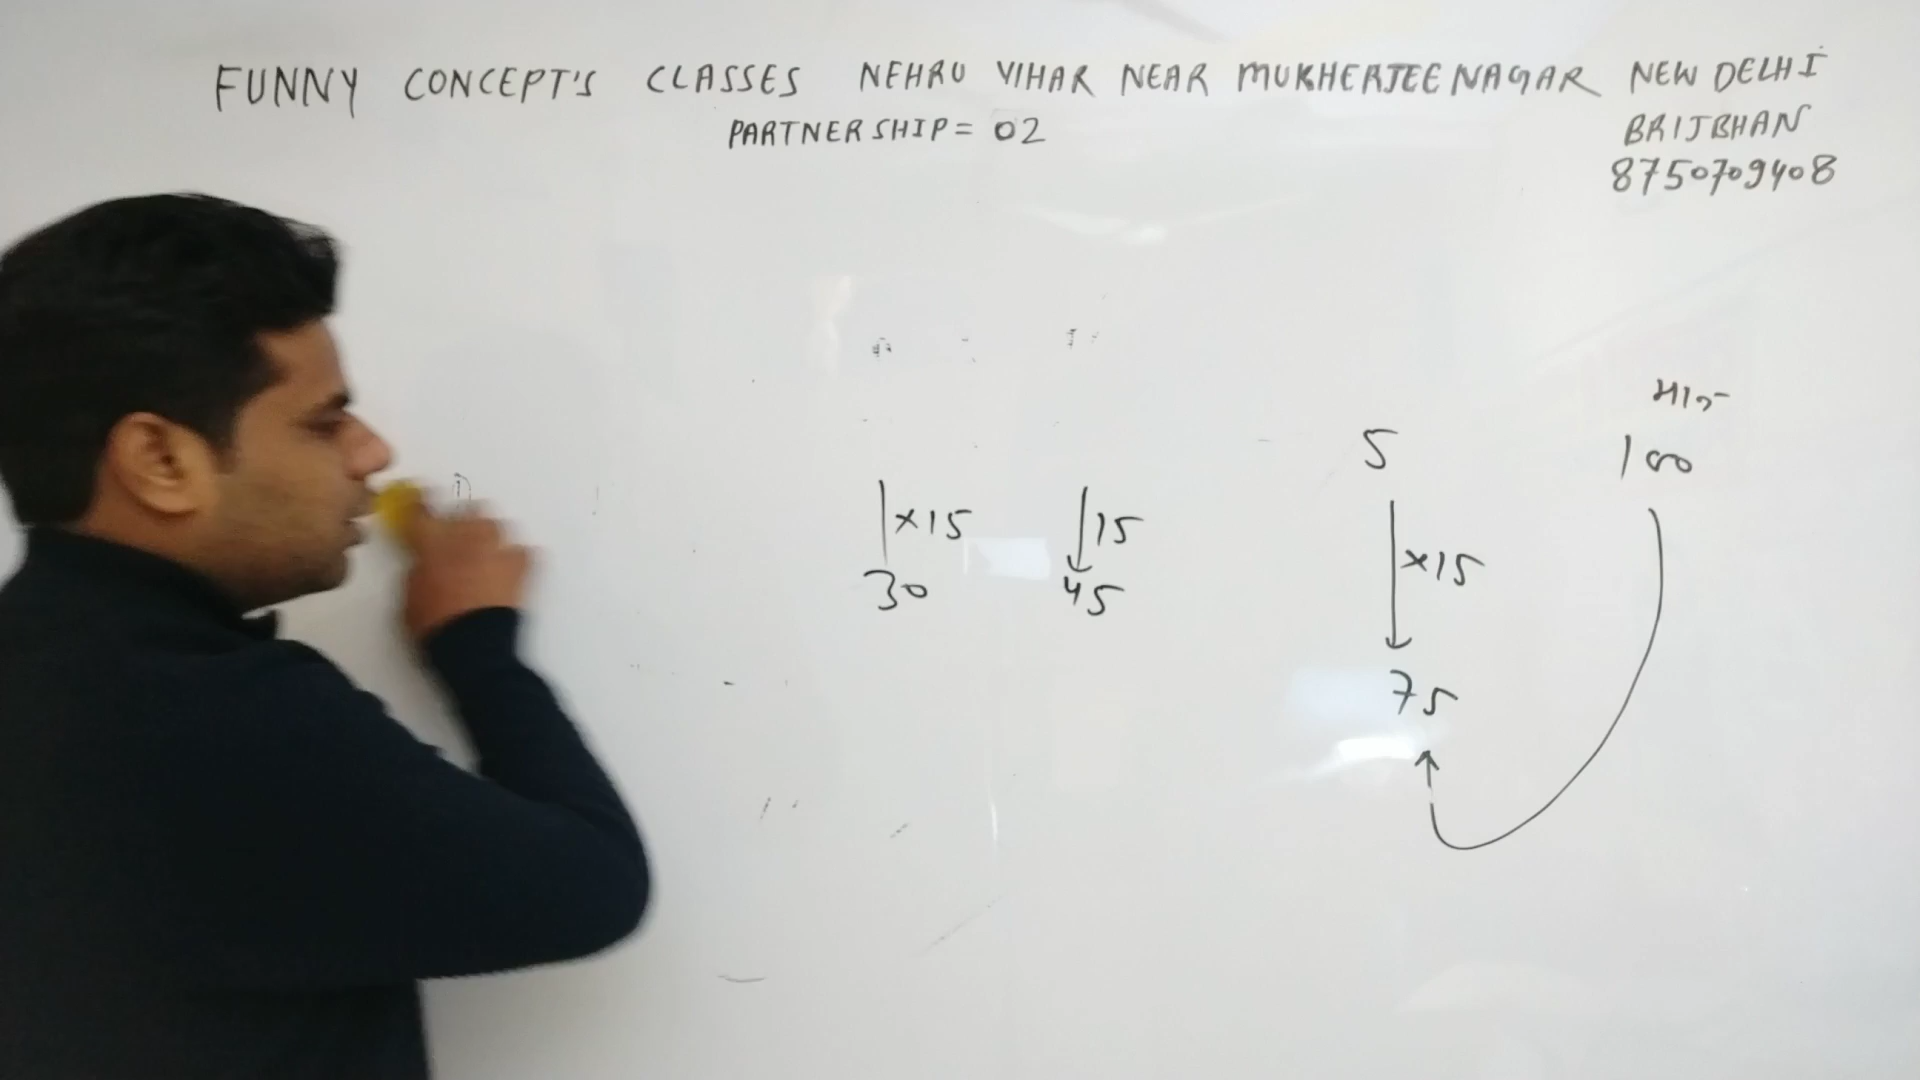 FUNNY CONCEPT'S CLASSES NEHRU VIHAR NEAR MUKHERJEE NAGAR NEW DELHI
PARTNERSHIP = 02
BRIJBHAN
8750709408
5 100
×15 15 ×15
30 45
75